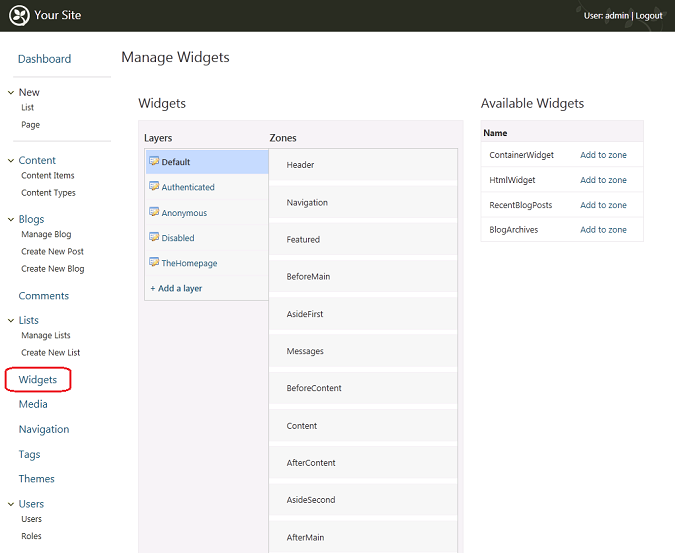 Your Site
User: admin | Logout
Dashboard
New
List
Page
Content
Content Items
Content Types
Blogs
Manage Blog
Create New Post
Create New Blog
Comments
Lists
Manage Lists
Create New List
Widgets
Media
Navigation
Tags
Themes
Users
Users
Roles
Manage Widgets
Widgets
Layers
Default
Authenticated
Anonymous
Disabled
TheHomepage
+ Add a layer
Zones
Header
Navigation
Featured
BeforeMain
AsideFirst
Messages
BeforeContent
Content
AfterContent
AsideSecond
AfterMain
Available Widgets
Name
ContainerWidget Add to zone
HtmlWidget Add to zone
RecentBlogPosts Add to zone
BlogArchives Add to zone